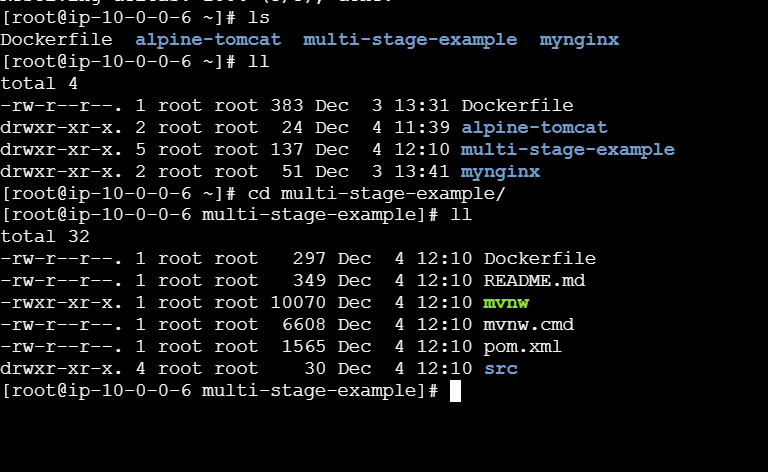 [root@ip-10-0-0-6 ~]# ls
Dockerfile  alpine-tomcat  multi-stage-example  mynginx
[root@ip-10-0-0-6 ~]# ll
total 4
-rw-r--r--. 1 root root 383 Dec  3 13:31 Dockerfile
drwxr-xr-x. 2 root root  24 Dec  4 11:39 alpine-tomcat
drwxr-xr-x. 5 root root 137 Dec  4 12:10 multi-stage-example
drwxr-xr-x. 2 root root  51 Dec  3 13:41 mynginx
[root@ip-10-0-0-6 ~]# cd multi-stage-example/
[root@ip-10-0-0-6 multi-stage-example]# ll
total 32
-rw-r--r--. 1 root root   297 Dec  4 12:10 Dockerfile
-rw-r--r--. 1 root root   349 Dec  4 12:10 README.md
-rwxr-xr-x. 1 root root 10070 Dec  4 12:10 mvnw
-rw-r--r--. 1 root root  6608 Dec  4 12:10 mvnw.cmd
-rw-r--r--. 1 root root  1565 Dec  4 12:10 pom.xml
drwxr-xr-x. 4 root root    30 Dec  4 12:10 src
[root@ip-10-0-0-6 multi-stage-example]#